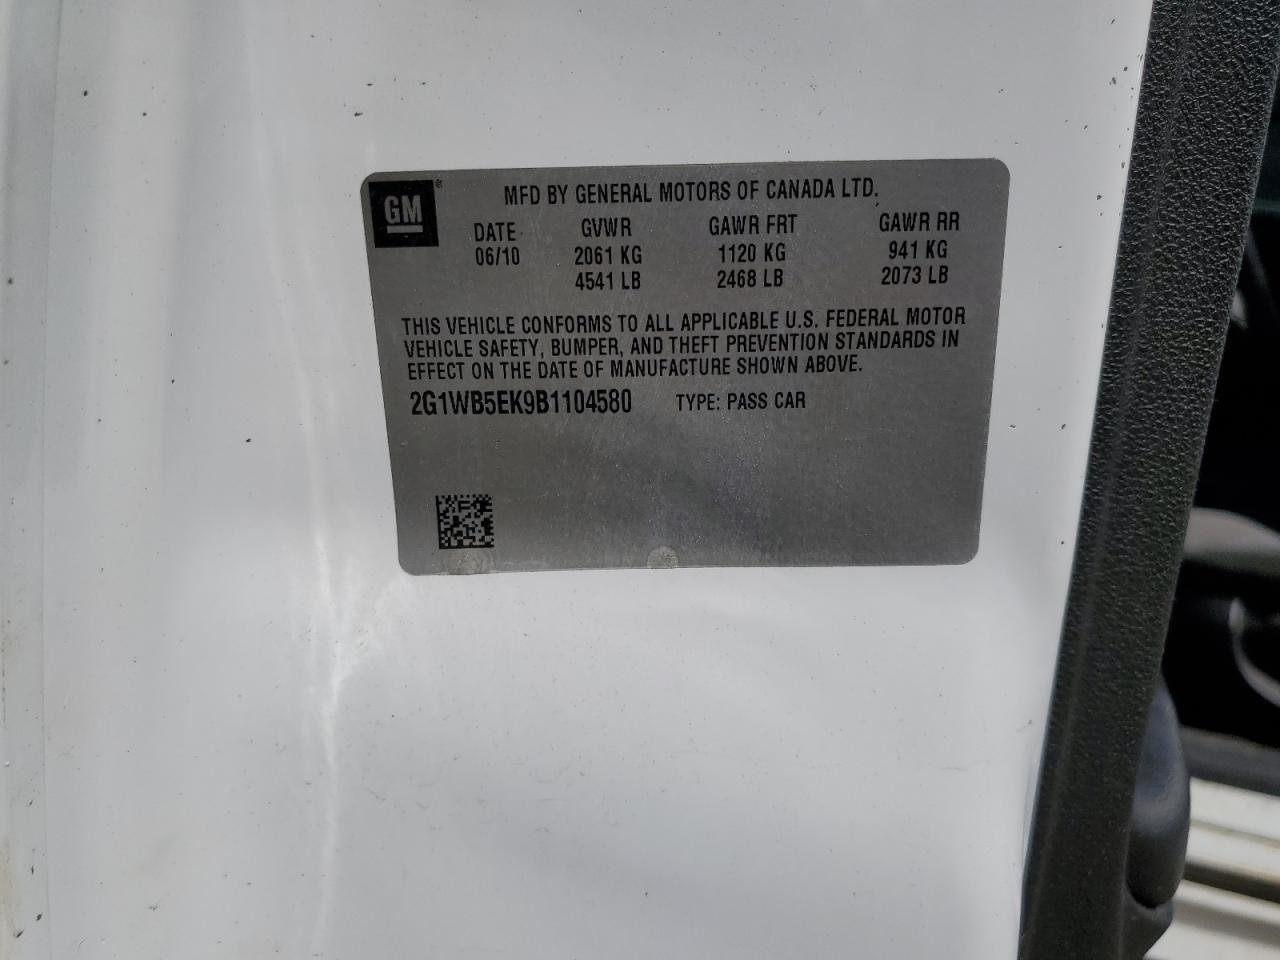 GM®
MFD BY GENERAL MOTORS OF CANADA LTD.
DATE GVWR GAWR FRT GAWR RR
06/10 2061 KG 1120 KG 941 KG
4541 LB 2468 LB 2073 LB
THIS VEHICLE CONFORMS TO ALL APPLICABLE U.S. FEDERAL MOTOR
VEHICLE SAFETY, BUMPER, AND THEFT PREVENTION STANDARDS IN
EFFECT ON THE DATE OF MANUFACTURE SHOWN ABOVE.
2G1WB5EK9B1104580 TYPE: PASS CAR